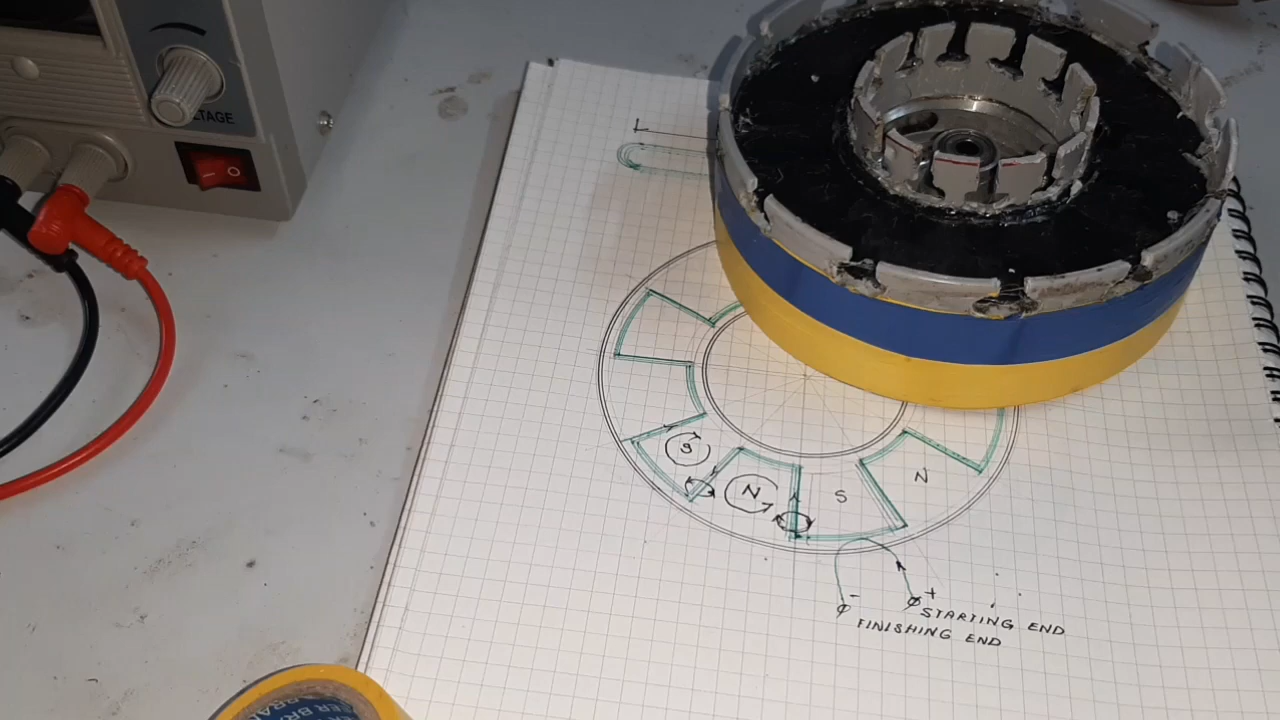 LTAGE
S
N
S
N
- +
STARTING END
FINISHING END